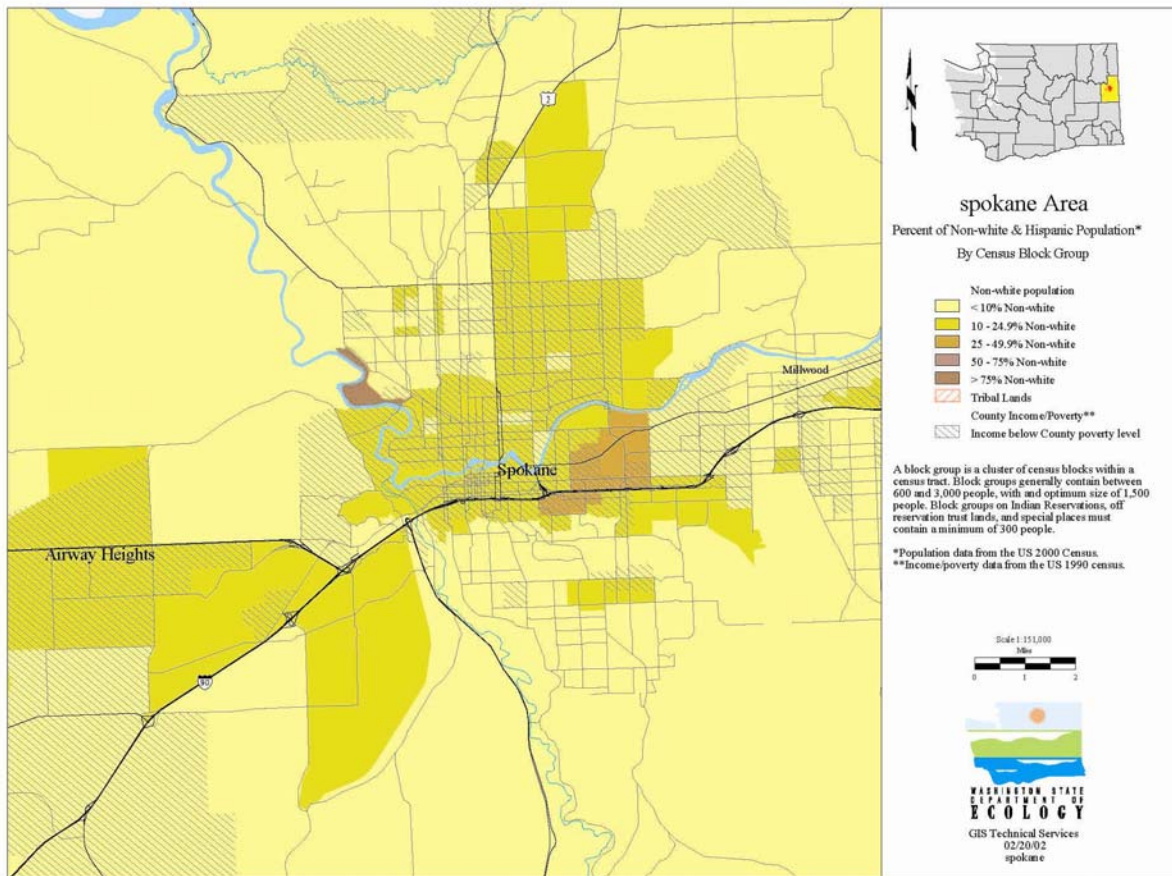 2
Millwood
Spokane
Airway Heights
90
N
spokane Area
Percent of Non-white & Hispanic Population*
By Census Block Group
Non-white population
< 10% Non-white
10 - 24.9% Non-white
25 - 49.9% Non-white
50 - 75% Non-white
> 75% Non-white
Tribal Lands
County Income/Poverty**
Income below County poverty level
A block group is a cluster of census blocks within a
census tract. Block groups generally contain between
600 and 3,000 people, with and optimum size of 1,500
people. Block groups on Indian Reservations, off
reservation trust lands, and special places must
contain a minimum of 300 people.
*Population data from the US 2000 Census.
**Income/poverty data from the US 1990 census.
Scale 1:151,000
Miles
0 1 2
WASHINGTON STATE
DEPARTMENT OF
ECOLOGY
GIS Technical Services
02/20/02
spokane